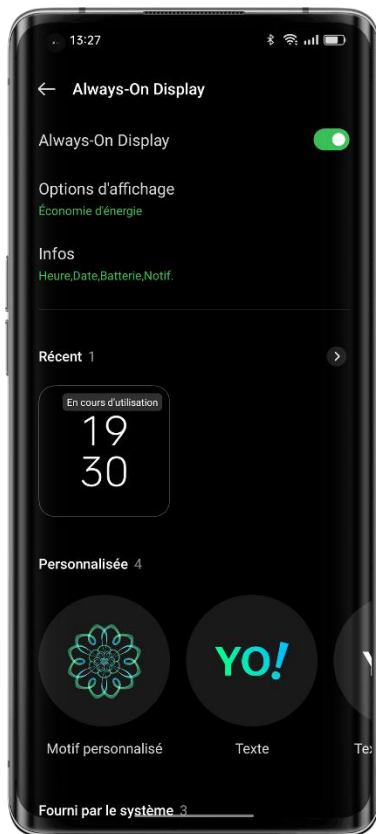 13:27
Always-On Display
Always-On Display
Options d'affichage
Économie d'énergie
Infos
Heure,Date,Batterie,Notif.
Récent 1
En cours d'utilisation
19
30
Personnalisée 4
YO!
Motif personnalisé
Texte
Fourni par le système 3